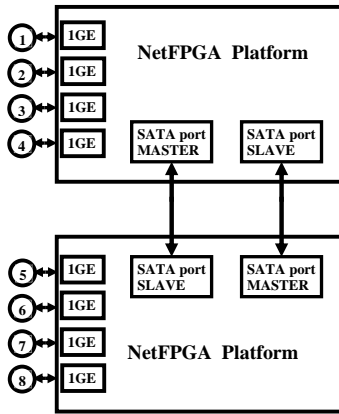 1 1GE
NetFPGA Platform
2 1GE
3 1GE
4 1GE
SATA port
MASTER
SATA port
SLAVE
5 1GE
SATA port
SLAVE
SATA port
MASTER
6 1GE
7 1GE
NetFPGA Platform
8 1GE